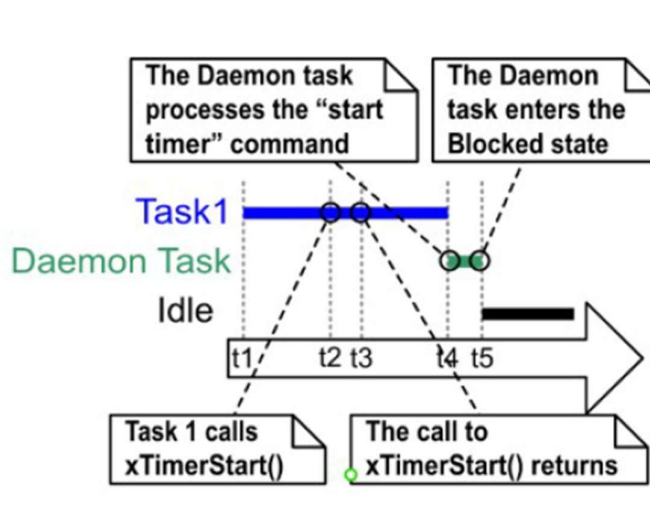 The Daemon task
processes the “start
timer” command
The Daemon
task enters the
Blocked state
Task1
Daemon Task
Idle
t1 t2 t3 t4 t5
Task 1 calls
xTimerStart()
The call to
xTimerStart() returns